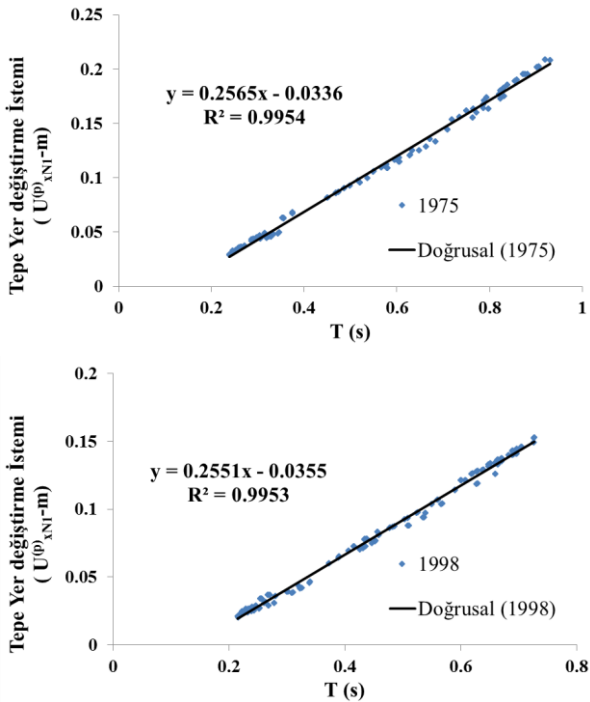 0.25
0.2
0.15
0.1
0.05
0
0
0.2
0.4
0.6
0.8
1
Tepe Yer değiştirme İstemi
( U(p)xN1-m)
y = 0.2565x - 0.0336
R² = 0.9954
1975
Doğrusal (1975)
T (s)
0.2
0.15
0.1
0.05
0
0
0.2
0.4
0.6
0.8
Tepe Yer değiştirme İstemi
( U(p)xN1-m)
y = 0.2551x - 0.0355
R² = 0.9953
1998
Doğrusal (1998)
T (s)